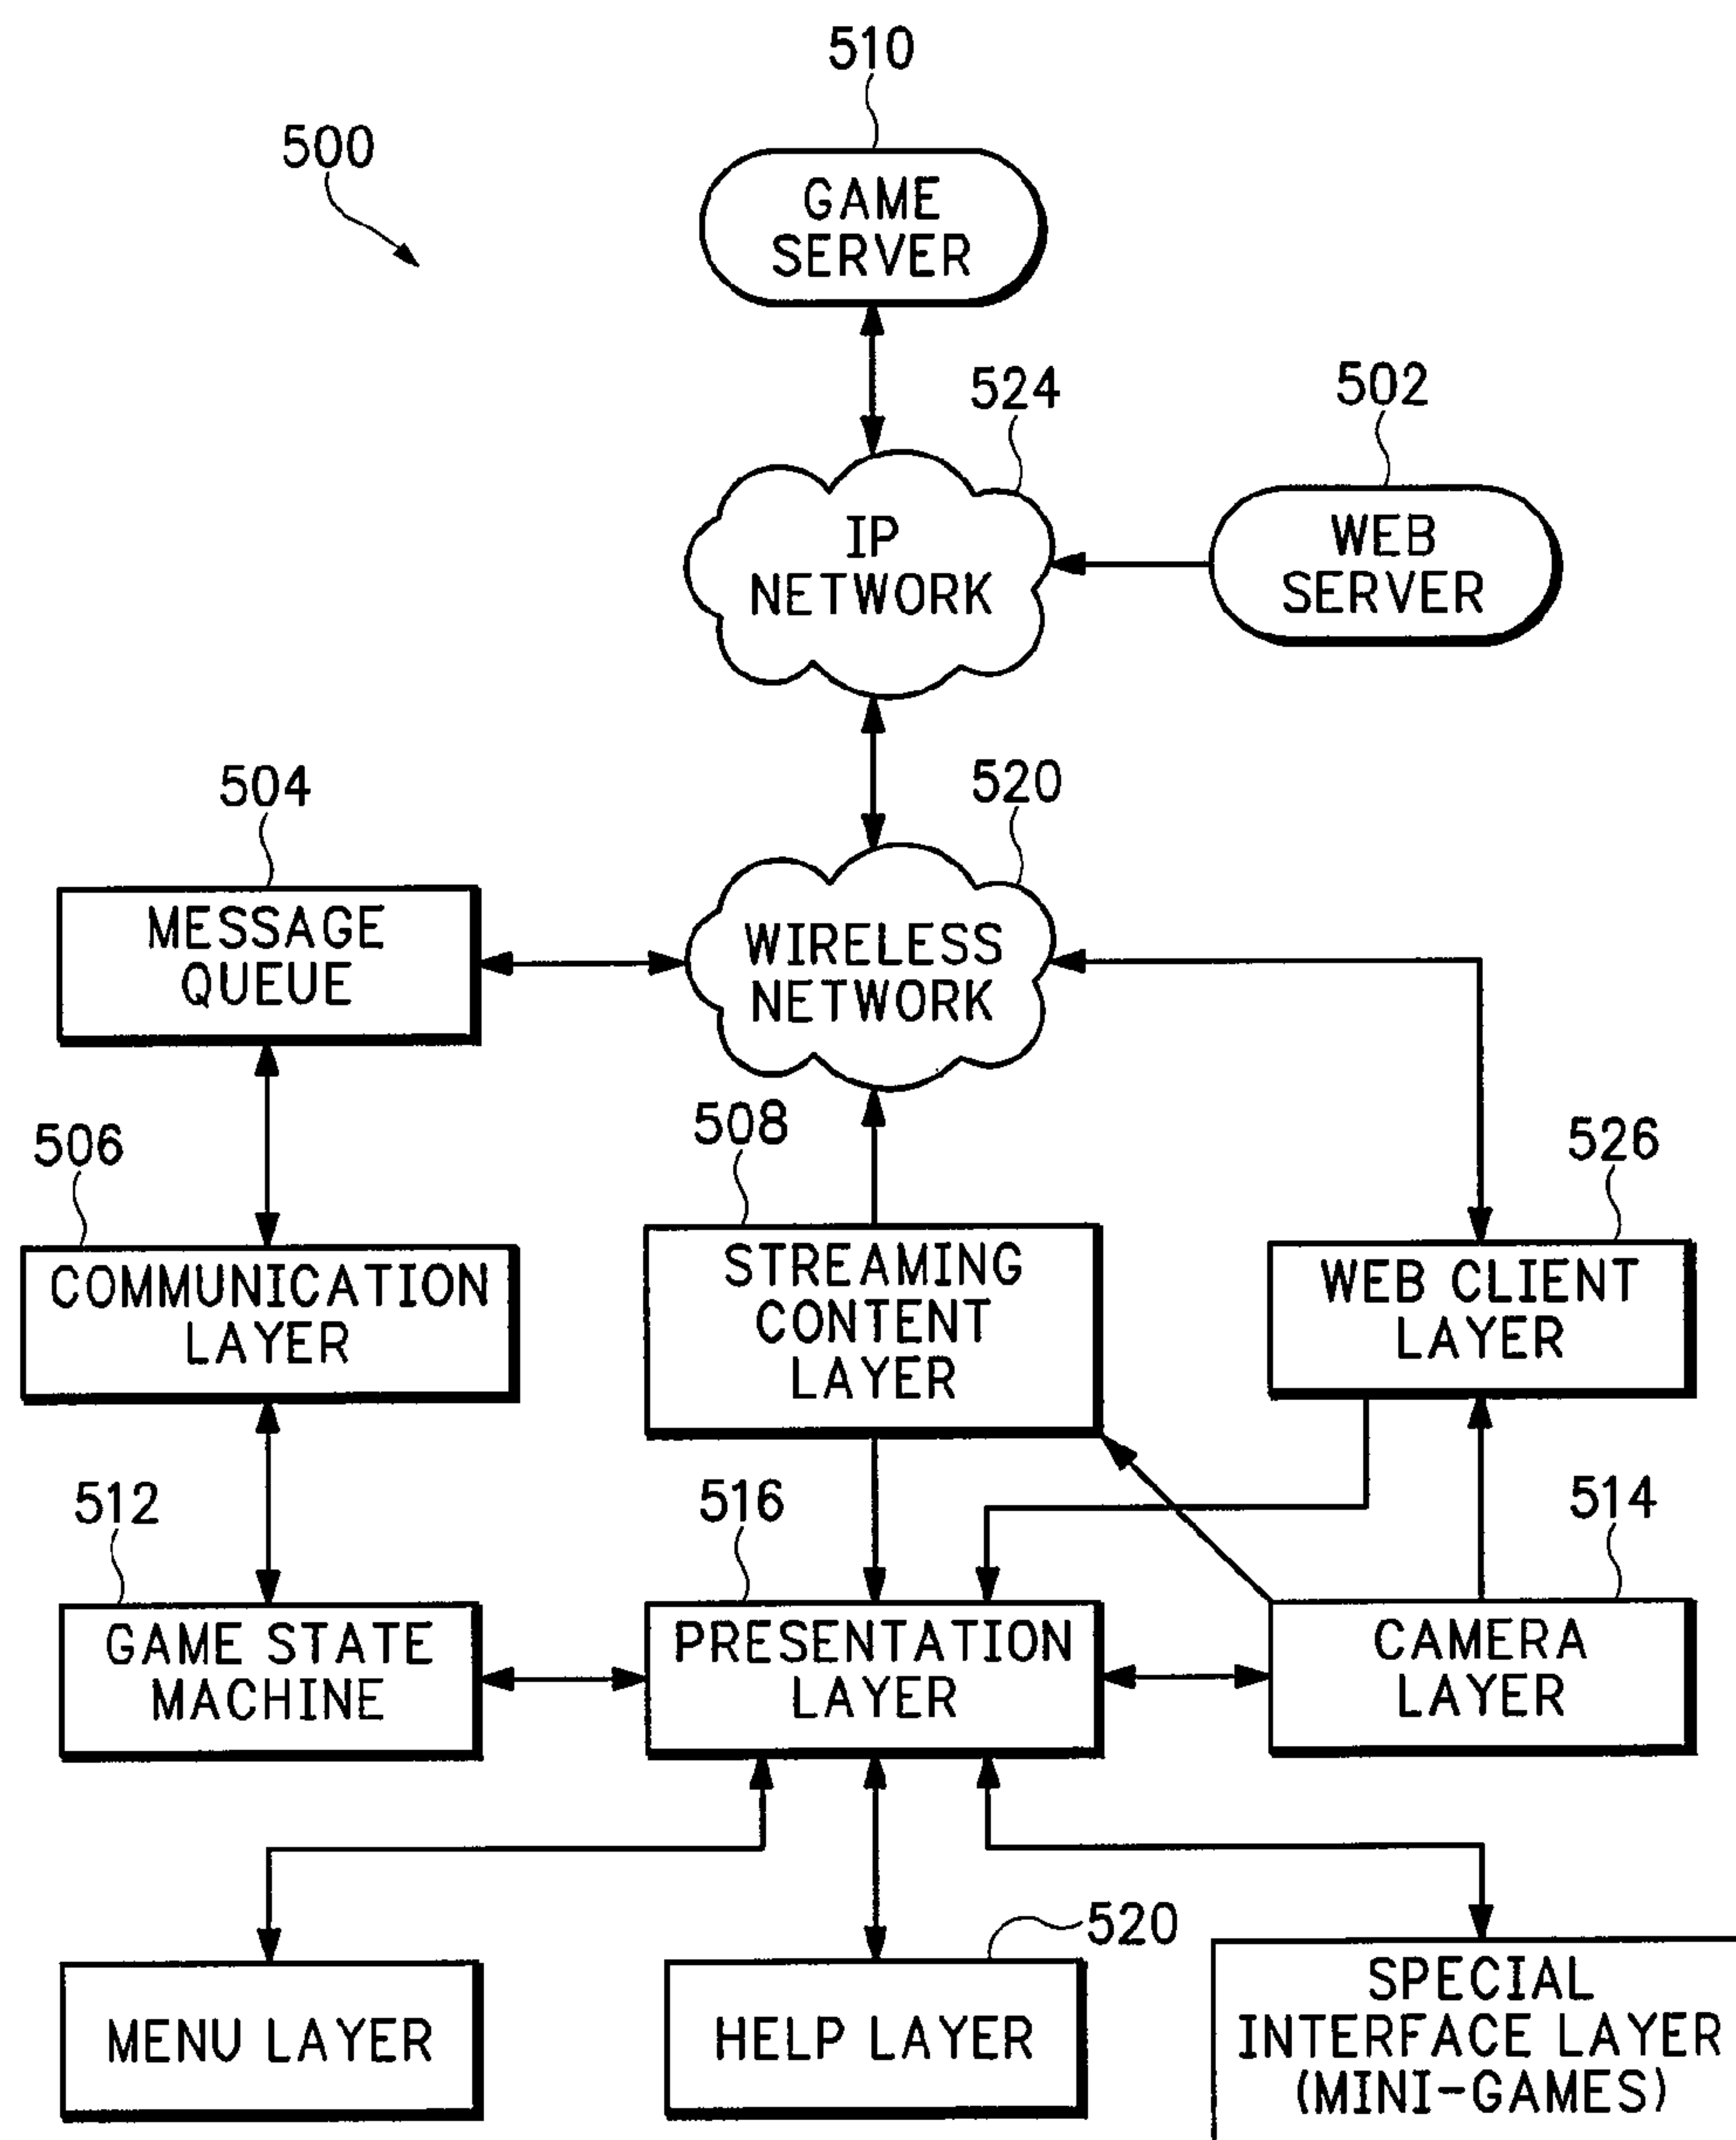 510
500
GAME
SERVER
524
502
IP
NETWORK
WEB
SERVER
504
520
MESSAGE
QUEUE
WIRELESS
NETWORK
508
506
526
COMMUNICATION
LAYER
STREAMING
CONTENT
LAYER
WEB CLIENT
LAYER
512
516
514
GAME STATE
MACHINE
PRESENTATION
LAYER
CAMERA
LAYER
520
MENU LAYER
HELP LAYER
SPECIAL
INTERFACE LAYER
(MINI-GAMES)